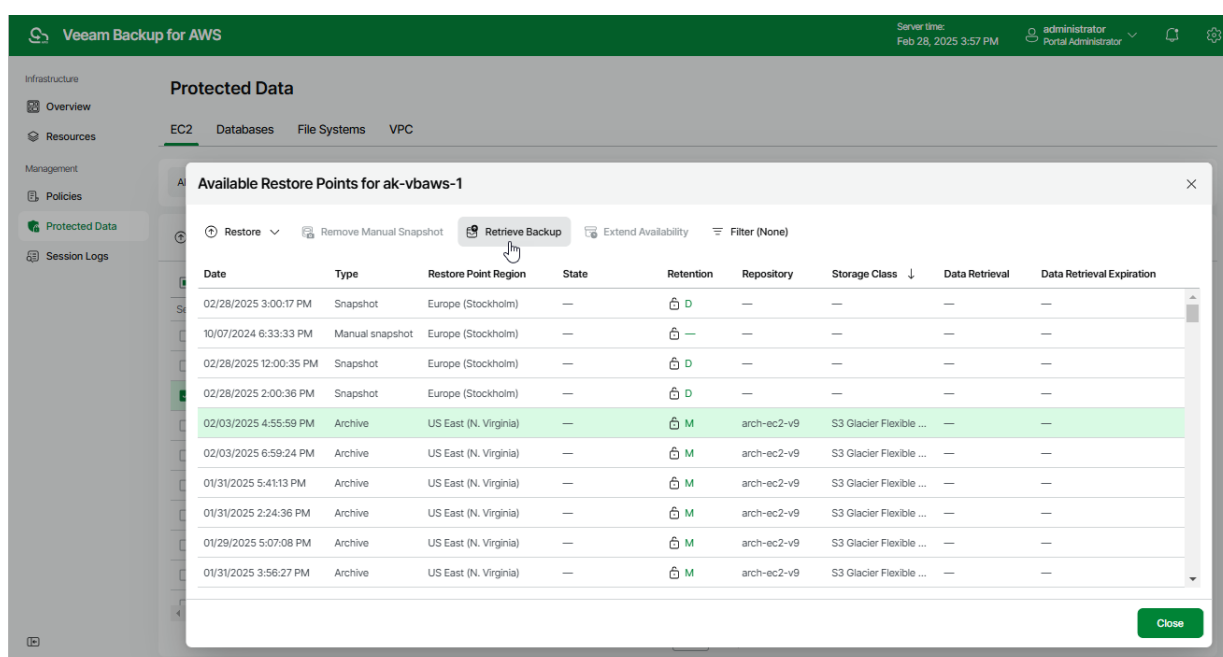 Veeam Backup for AWS
Server time:
Feb 28, 2025 3:57 PM
administrator
Portal Administrator
Infrastructure
Overview
Resources
Management
Policies
Protected Data
Session Logs
Protected Data
EC2 Databases File Systems VPC
Available Restore Points for ak-vbaws-1
Restore Remove Manual Snapshot Retrieve Backup Extend Availability Filter (None)
Date Type Restore Point Region State Retention Repository Storage Class ↓ Data Retrieval Data Retrieval Expiration
02/28/2025 3:00:17 PM Snapshot Europe (Stockholm) — D — — — —
10/07/2024 6:33:33 PM Manual snapshot Europe (Stockholm) — — — — — —
02/28/2025 12:00:35 PM Snapshot Europe (Stockholm) — D — — — —
02/28/2025 2:00:36 PM Snapshot Europe (Stockholm) — D — — — —
02/03/2025 4:55:59 PM Archive US East (N. Virginia) — M arch-ec2-v9 S3 Glacier Flexible ... — —
02/03/2025 6:59:24 PM Archive US East (N. Virginia) — M arch-ec2-v9 S3 Glacier Flexible ... — —
01/31/2025 5:41:13 PM Archive US East (N. Virginia) — M arch-ec2-v9 S3 Glacier Flexible ... — —
01/31/2025 2:24:36 PM Archive US East (N. Virginia) — M arch-ec2-v9 S3 Glacier Flexible ... — —
01/29/2025 5:07:08 PM Archive US East (N. Virginia) — M arch-ec2-v9 S3 Glacier Flexible ... — —
01/31/2025 3:56:27 PM Archive US East (N. Virginia) — M arch-ec2-v9 S3 Glacier Flexible ... — —
Close